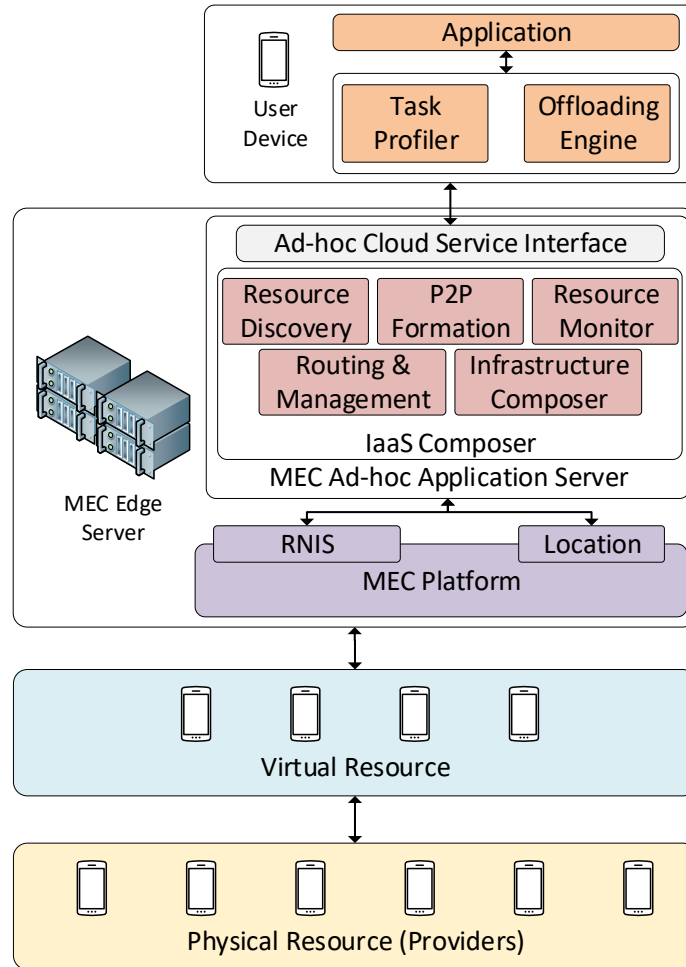 Application
User
Device
Task
Profiler
Offloading
Engine
Ad-hoc Cloud Service Interface
Resource
Discovery
P2P
Formation
Resource
Monitor
Routing &
Management
Infrastructure
Composer
IaaS Composer
MEC Ad-hoc Application Server
MEC Edge
Server
RNIS
Location
MEC Platform
Virtual Resource
Physical Resource (Providers)